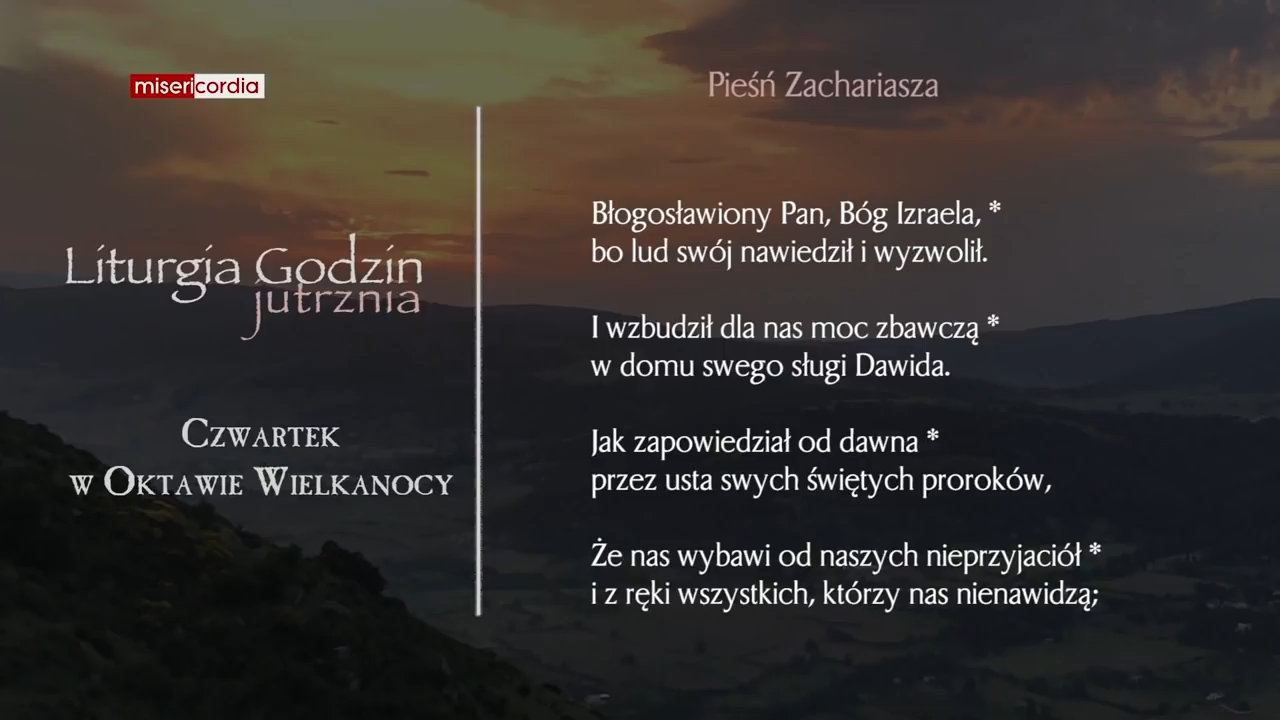 misericordia
Liturgia Godzin
jutrznia
Czwartek
w Oktawie Wielkanocy
Pieśń Zachariasza
Błogosławiony Pan, Bóg Izraela, *
bo lud swój nawiedził i wyzwolił.
I wzbudził dla nas moc zbawczą *
w domu swego sługi Dawida.
Jak zapowiedział od dawna *
przez usta swych świętych proroków,
Że nas wybawi od naszych nieprzyjaciół *
i z ręki wszystkich, którzy nas nienawidzą;